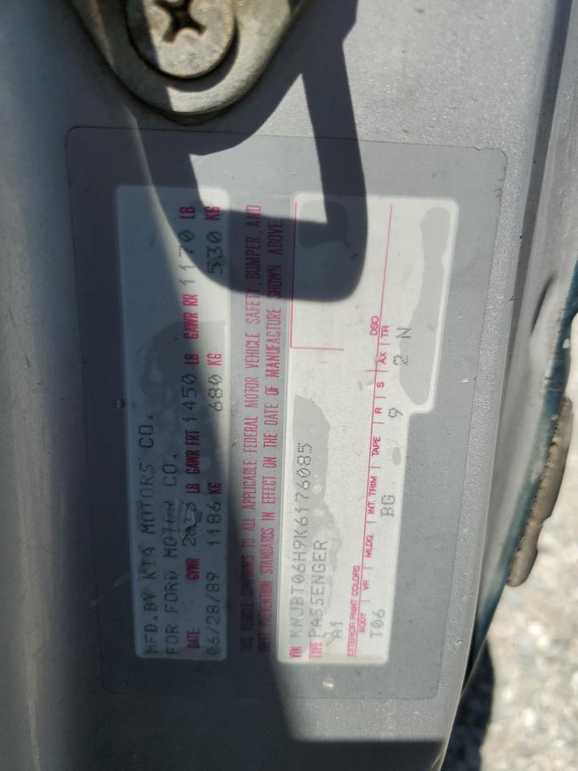 MFD. BY KIA MOTORS CO.
FOR FORD MOTOR CO.
DATE GVWR LB GAWR FRT 1450 LB GAWR RR 1170 LB
06/28/89 1186 KG 680 KG 530 KG
THIS VEHICLE CONFORMS TO ALL APPLICABLE FEDERAL MOTOR VEHICLE SAFETY, BUMPER, AND
THEFT PREVENTION STANDARDS IN EFFECT ON THE DATE OF MANUFACTURE SHOWN ABOVE
VIN KNJBT06H9K6176085
TYPE PASSENGER
A1
EXTERIOR PAINT COLORS DSO
BODY VR MLDG INT. TRIM TAPE R S AX TR
T06 BG 9 2 N